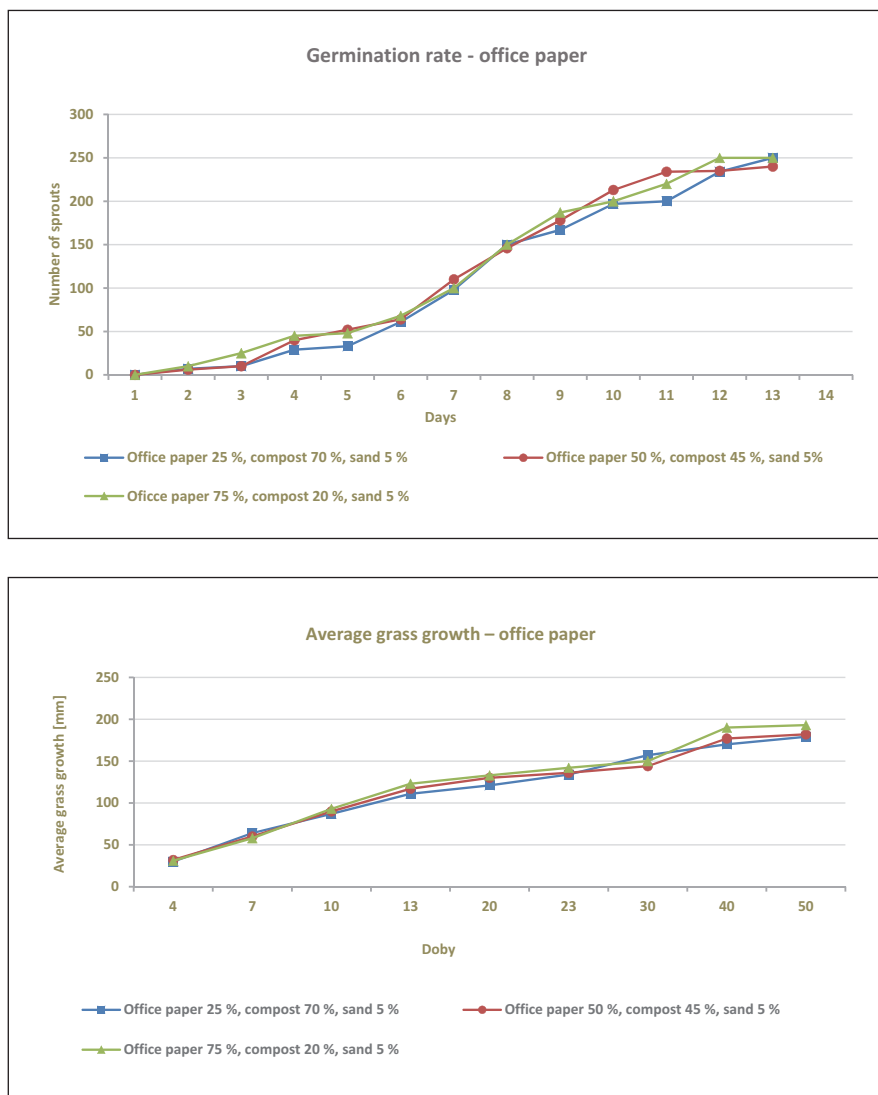 Germination rate - office paper
300
250
200
150
100
50
0
Number of sprouts
1 2 3 4 5 6 7 8 9 10 11 12 13 14
Days
Office paper 25 %, compost 70 %, sand 5 %
Office paper 50 %, compost 45 %, sand 5%
Oficce paper 75 %, compost 20 %, sand 5 %
Average grass growth – office paper
250
200
150
100
50
0
Average grass growth [mm]
4 7 10 13 20 23 30 40 50
Doby
Office paper 25 %, compost 70 %, sand 5 %
Office paper 50 %, compost 45 %, sand 5 %
Office paper 75 %, compost 20 %, sand 5 %